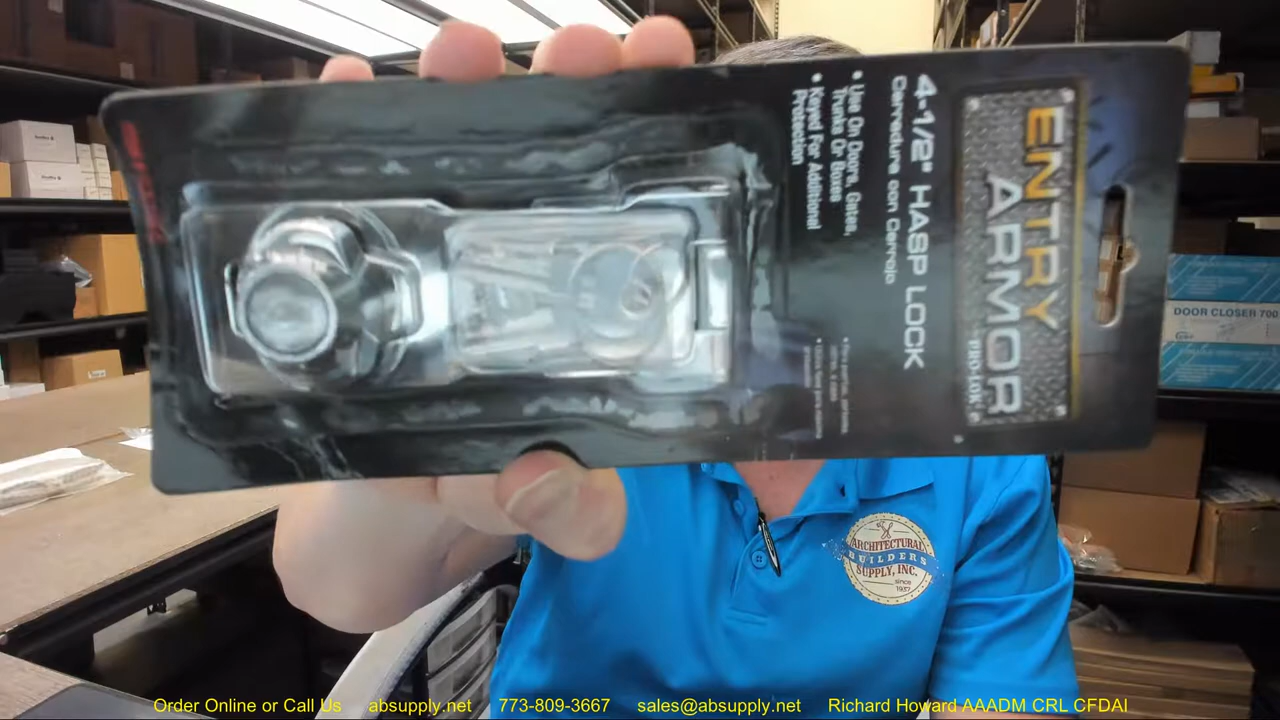 ENTRY
ARMOR
PRO-LOK
4-1/2" HASP LOCK
Cerradura con Cerrojo
• Use On Doors, Gates,
Trunks Or Boxes
• Keyed For Additional
Protection
DOOR CLOSER 700
ARCHITECTURAL
BUILDERS
SUPPLY, INC.
since
1937
Order Online or Call Us absupply.net 773-809-3667 sales@absupply.net Richard Howard AAADM CRL CFDAI